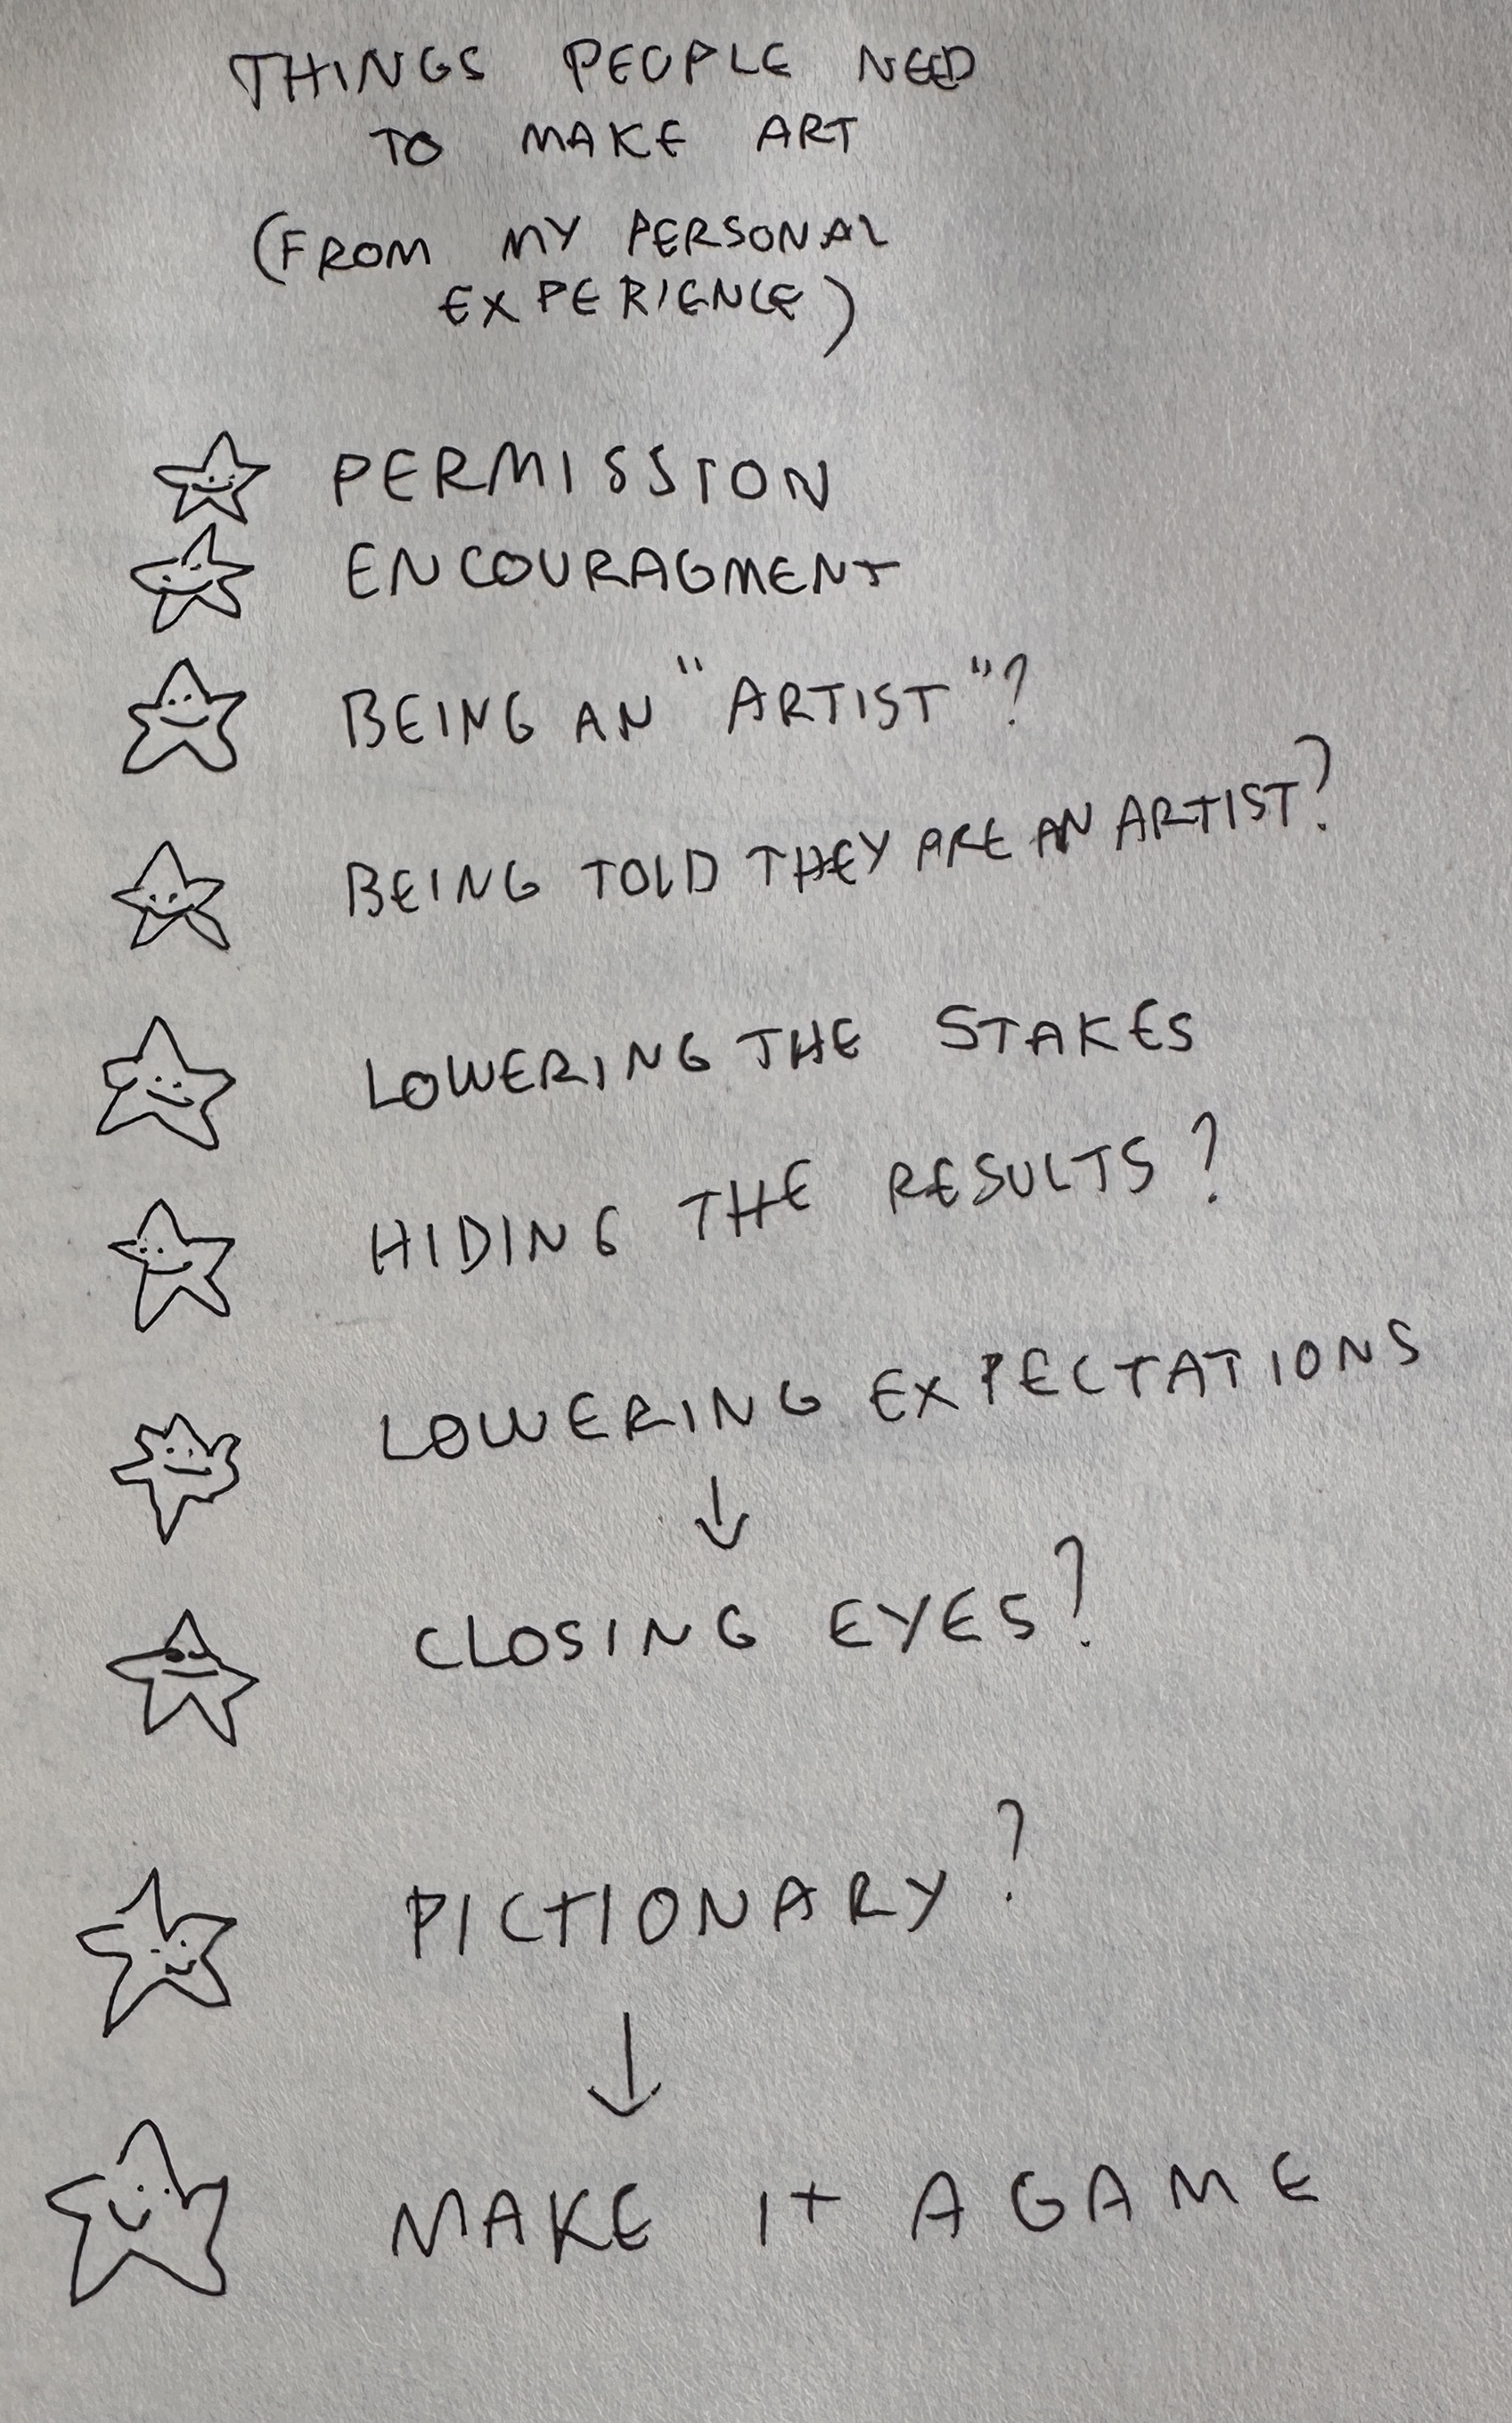 THINGS PEOPLE NEED
TO MAKE ART
(FROM MY PERSONAL
EXPERIENCE)
PERMISSION
ENCOURAGMENT
BEING AN "ARTIST"?
BEING TOLD THEY ARE AN ARTIST?
LOWERING THE STAKES
HIDING THE RESULTS?
LOWERING EXPECTATIONS
↓
CLOSING EYES?
PICTIONARY?
↓
MAKE IT A GAME